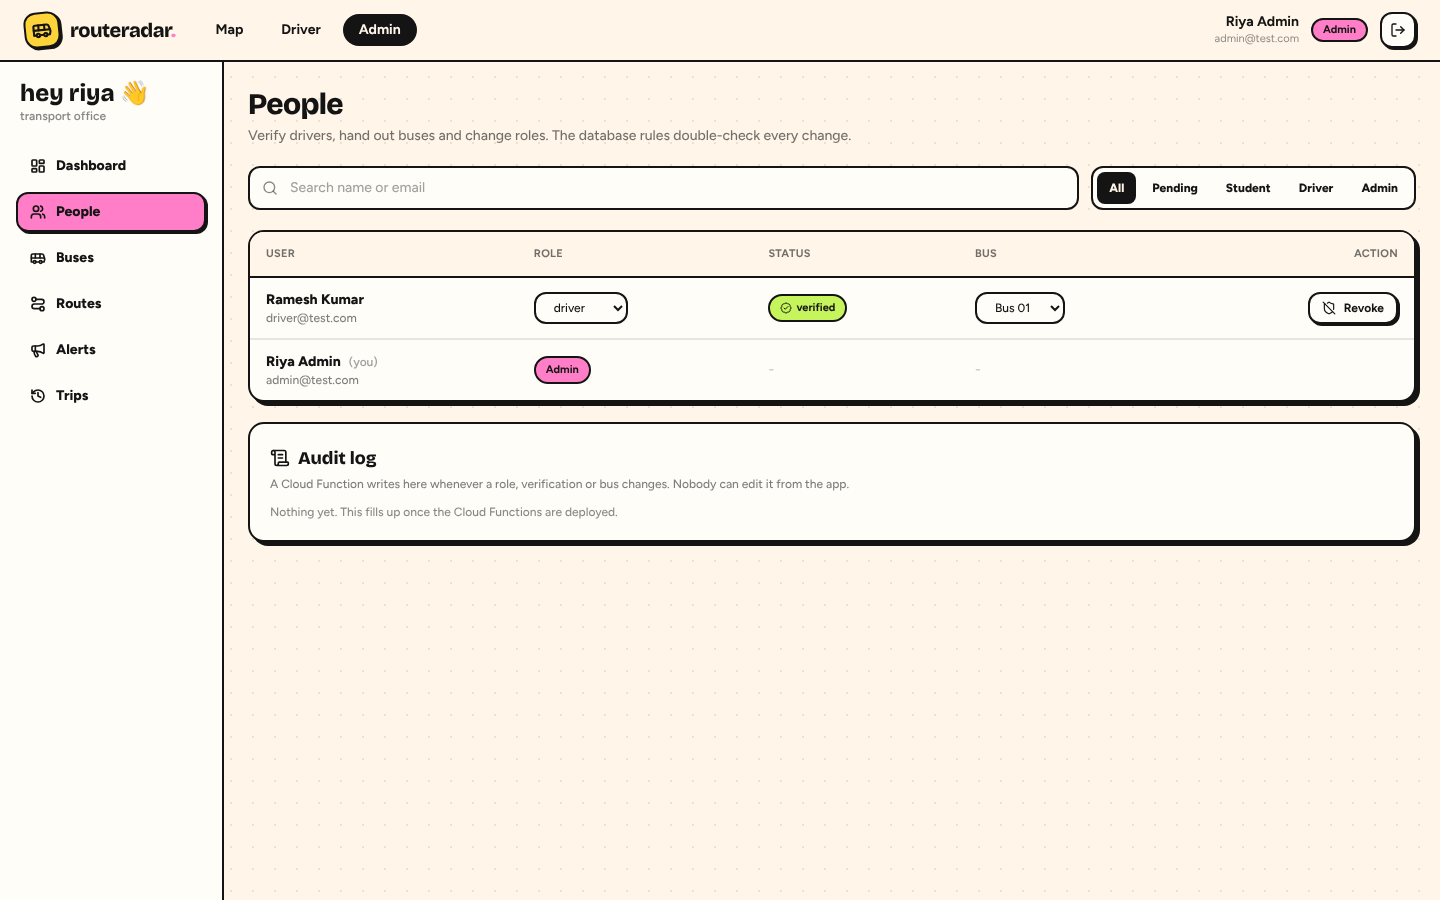 routeradar.
Map
Driver
Admin
Riya Admin
admin@test.com
Admin
hey riya 👋
transport office
Dashboard
People
Buses
Routes
Alerts
Trips
People
Verify drivers, hand out buses and change roles. The database rules double-check every change.
Search name or email
All
Pending
Student
Driver
Admin
USER
ROLE
STATUS
BUS
ACTION
Ramesh Kumar
driver@test.com
driver
verified
Bus 01
Revoke
Riya Admin (you)
admin@test.com
Admin
-
-
Audit log
A Cloud Function writes here whenever a role, verification or bus changes. Nobody can edit it from the app.
Nothing yet. This fills up once the Cloud Functions are deployed.